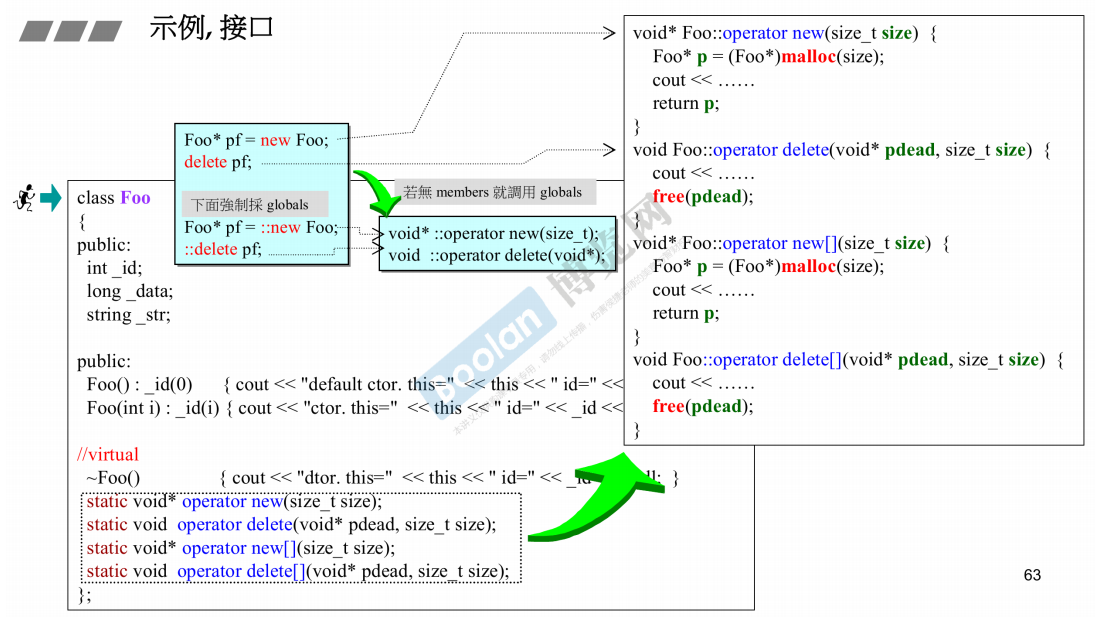 示例, 接口
Foo* pf = new Foo;
delete pf;
下面強制採 globals
Foo* pf = ::new Foo;
::delete pf;
若無 members 就調用 globals
void* ::operator new(size_t);
void ::operator delete(void*);
class Foo
{
public:
int _id;
long _data;
string _str;
public:
Foo() : _id(0) { cout << "default ctor. this=" << this << " id=" <<
Foo(int i) : _id(i) { cout << "ctor. this=" << this << " id=" << _id <<
//virtual
~Foo() { cout << "dtor. this=" << this << " id=" << _id l; }
static void* operator new(size_t size);
static void operator delete(void* pdead, size_t size);
static void* operator new[](size_t size);
static void operator delete[](void* pdead, size_t size);
};
void* Foo::operator new(size_t size) {
Foo* p = (Foo*)malloc(size);
cout << ……
return p;
}
void Foo::operator delete(void* pdead, size_t size) {
cout << ……
free(pdead);
}
void* Foo::operator new[](size_t size) {
Foo* p = (Foo*)malloc(size);
cout << ……
return p;
}
void Foo::operator delete[](void* pdead, size_t size) {
cout << ……
free(pdead);
}
Boolan 博览网
63